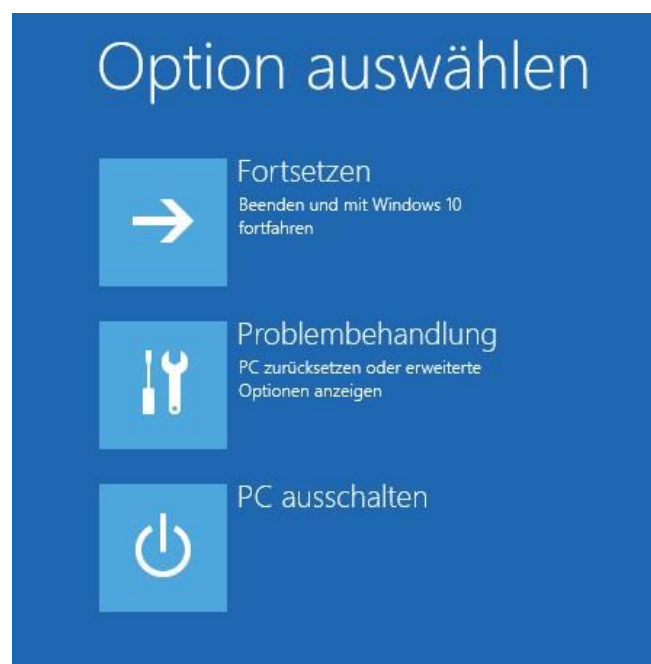 Option auswählen
Fortsetzen
Beenden und mit Windows 10
fortfahren
Problembehandlung
PC zurücksetzen oder erweiterte
Optionen anzeigen
PC ausschalten